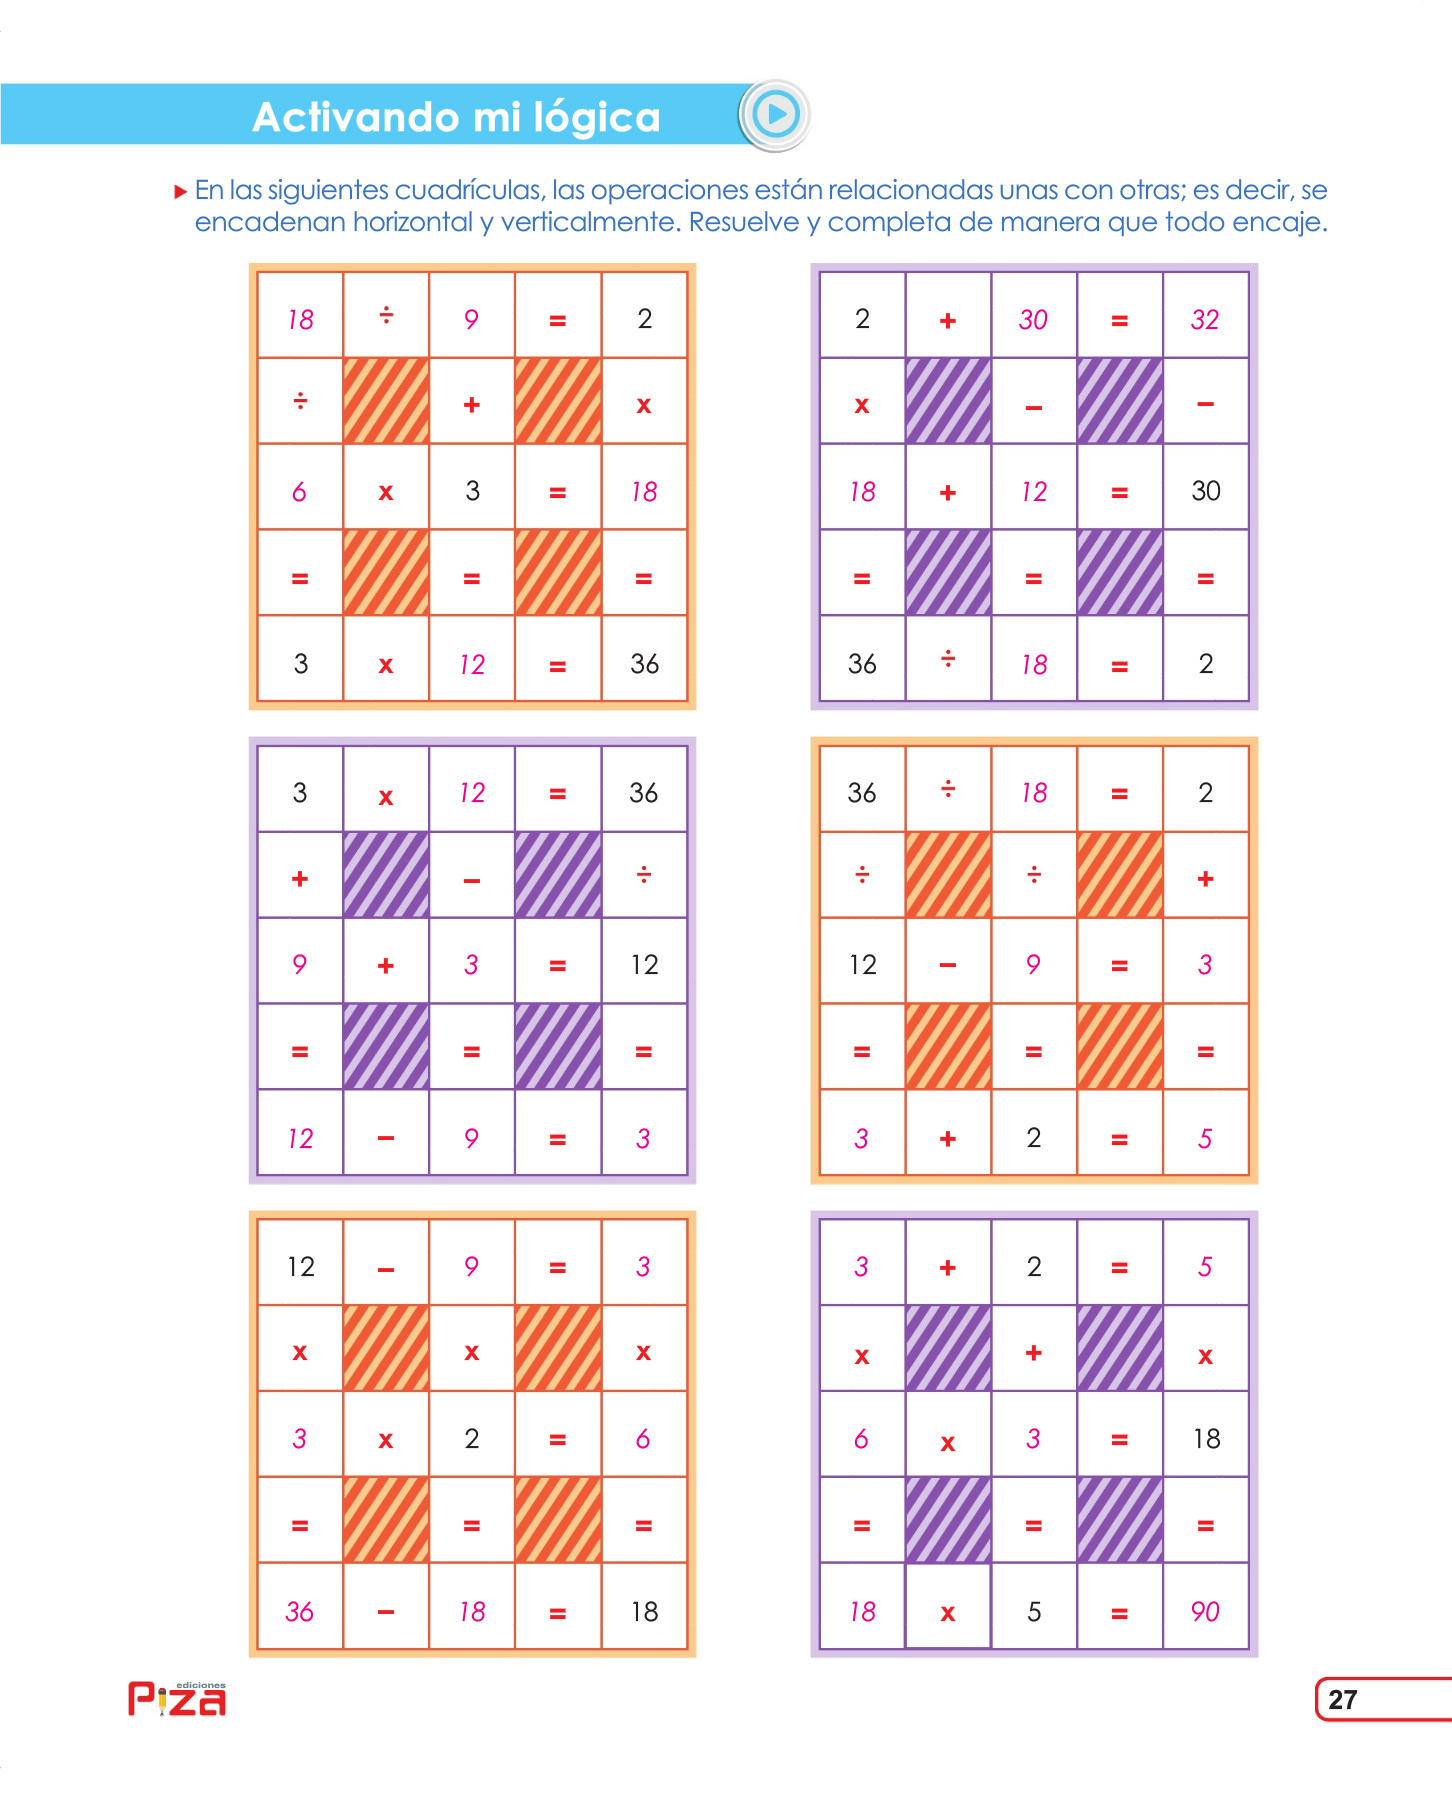 Activando mi lógica
En las siguientes cuadrículas, las operaciones están relacionadas unas con otras; es decir, se
encadenan horizontal y verticalmente. Resuelve y completa de manera que todo encaje.
18 ÷ 9 = 2
÷ + x
6 x 3 = 18
= = =
3 x 12 = 36
2 + 30 = 32
x – –
18 + 12 = 30
= = =
36 ÷ 18 = 2
3 x 12 = 36
+ – ÷
9 + 3 = 12
= = =
12 – 9 = 3
36 ÷ 18 = 2
÷ ÷ +
12 – 9 = 3
= = =
3 + 2 = 5
12 – 9 = 3
x x x
3 x 2 = 6
= = =
36 – 18 = 18
3 + 2 = 5
x + x
6 x 3 = 18
= = =
18 x 5 = 90
ediciones
Piza
27